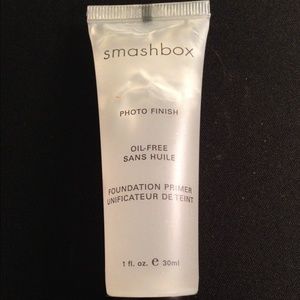 smashbox
PHOTO FINISH
OIL-FREE
SANS HUILE
FOUNDATION PRIMER
UNIFICATEUR DE TEINT
1 fl. oz. e 30ml